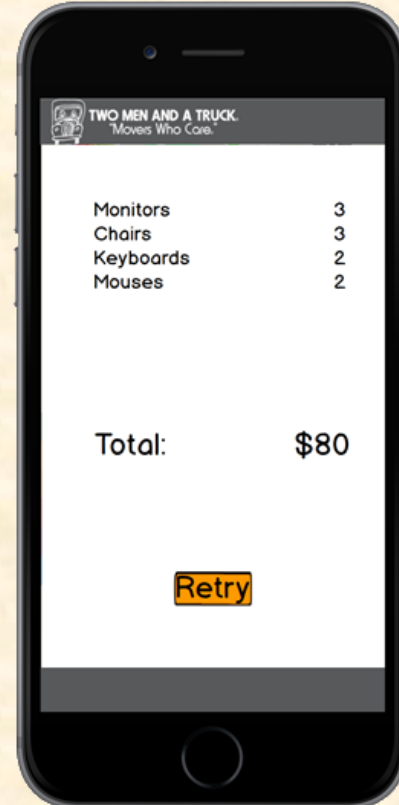 TWO MEN AND A TRUCK.
"Movers Who Care."
Monitors 3
Chairs 3
Keyboards 2
Mouses 2
Total: $80
Retry